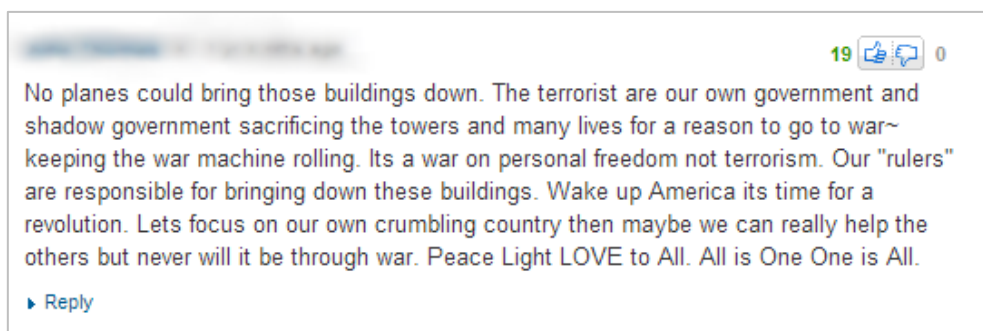 19 0
No planes could bring those buildings down. The terrorist are our own government and
shadow government sacrificing the towers and many lives for a reason to go to war~
keeping the war machine rolling. Its a war on personal freedom not terrorism. Our "rulers"
are responsible for bringing down these buildings. Wake up America its time for a
revolution. Lets focus on our own crumbling country then maybe we can really help the
others but never will it be through war. Peace Light LOVE to All. All is One One is All.
Reply